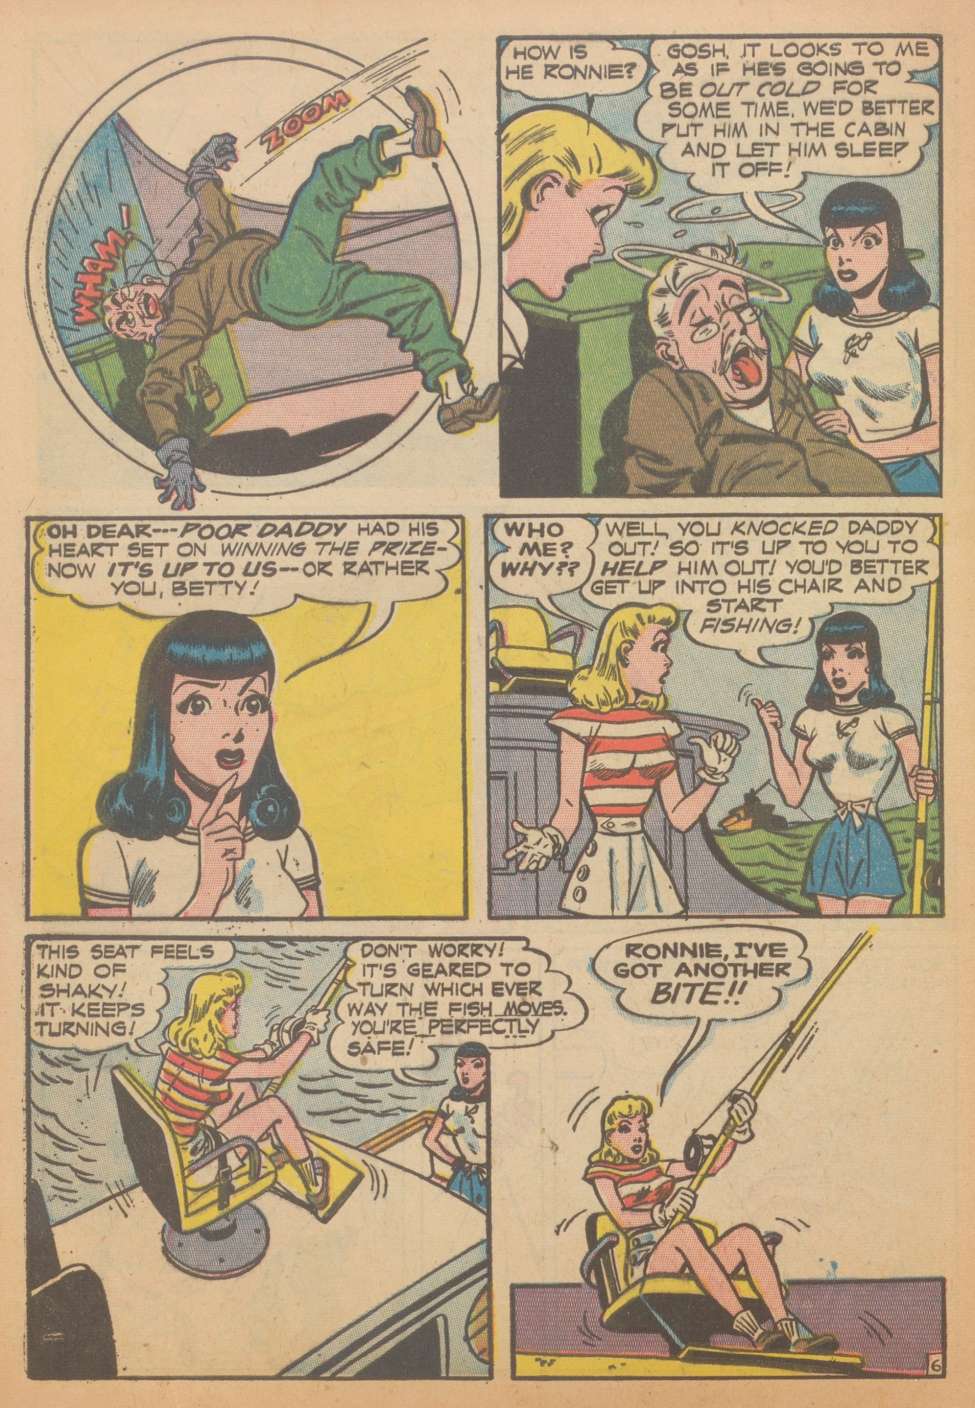 ZOOM
WHAM!
HOW IS
HE RONNIE?
GOSH, IT LOOKS TO ME
AS IF HE'S GOING TO
BE OUT COLD FOR
SOME TIME, WE'D BETTER
PUT HIM IN THE CABIN
AND LET HIM SLEEP
IT OFF!
OH DEAR---POOR DADDY HAD HIS
HEART SET ON WINNING THE PRIZE-
NOW IT'S UP TO US--OR RATHER
YOU, BETTY!
WHO
ME?
WHY??
WELL, YOU KNOCKED DADDY
OUT! SO IT'S UP TO YOU TO
HELP HIM OUT! YOU'D BETTER
GET UP INTO HIS CHAIR AND
START
FISHING!
THIS SEAT FEELS
KIND OF
SHAKY!
IT KEEPS
TURNING!
DON'T WORRY!
IT'S GEARED TO
TURN WHICH EVER
WAY THE FISH MOVES.
YOU'RE PERFECTLY
SAFE!
RONNIE, I'VE
GOT ANOTHER
BITE!!
6